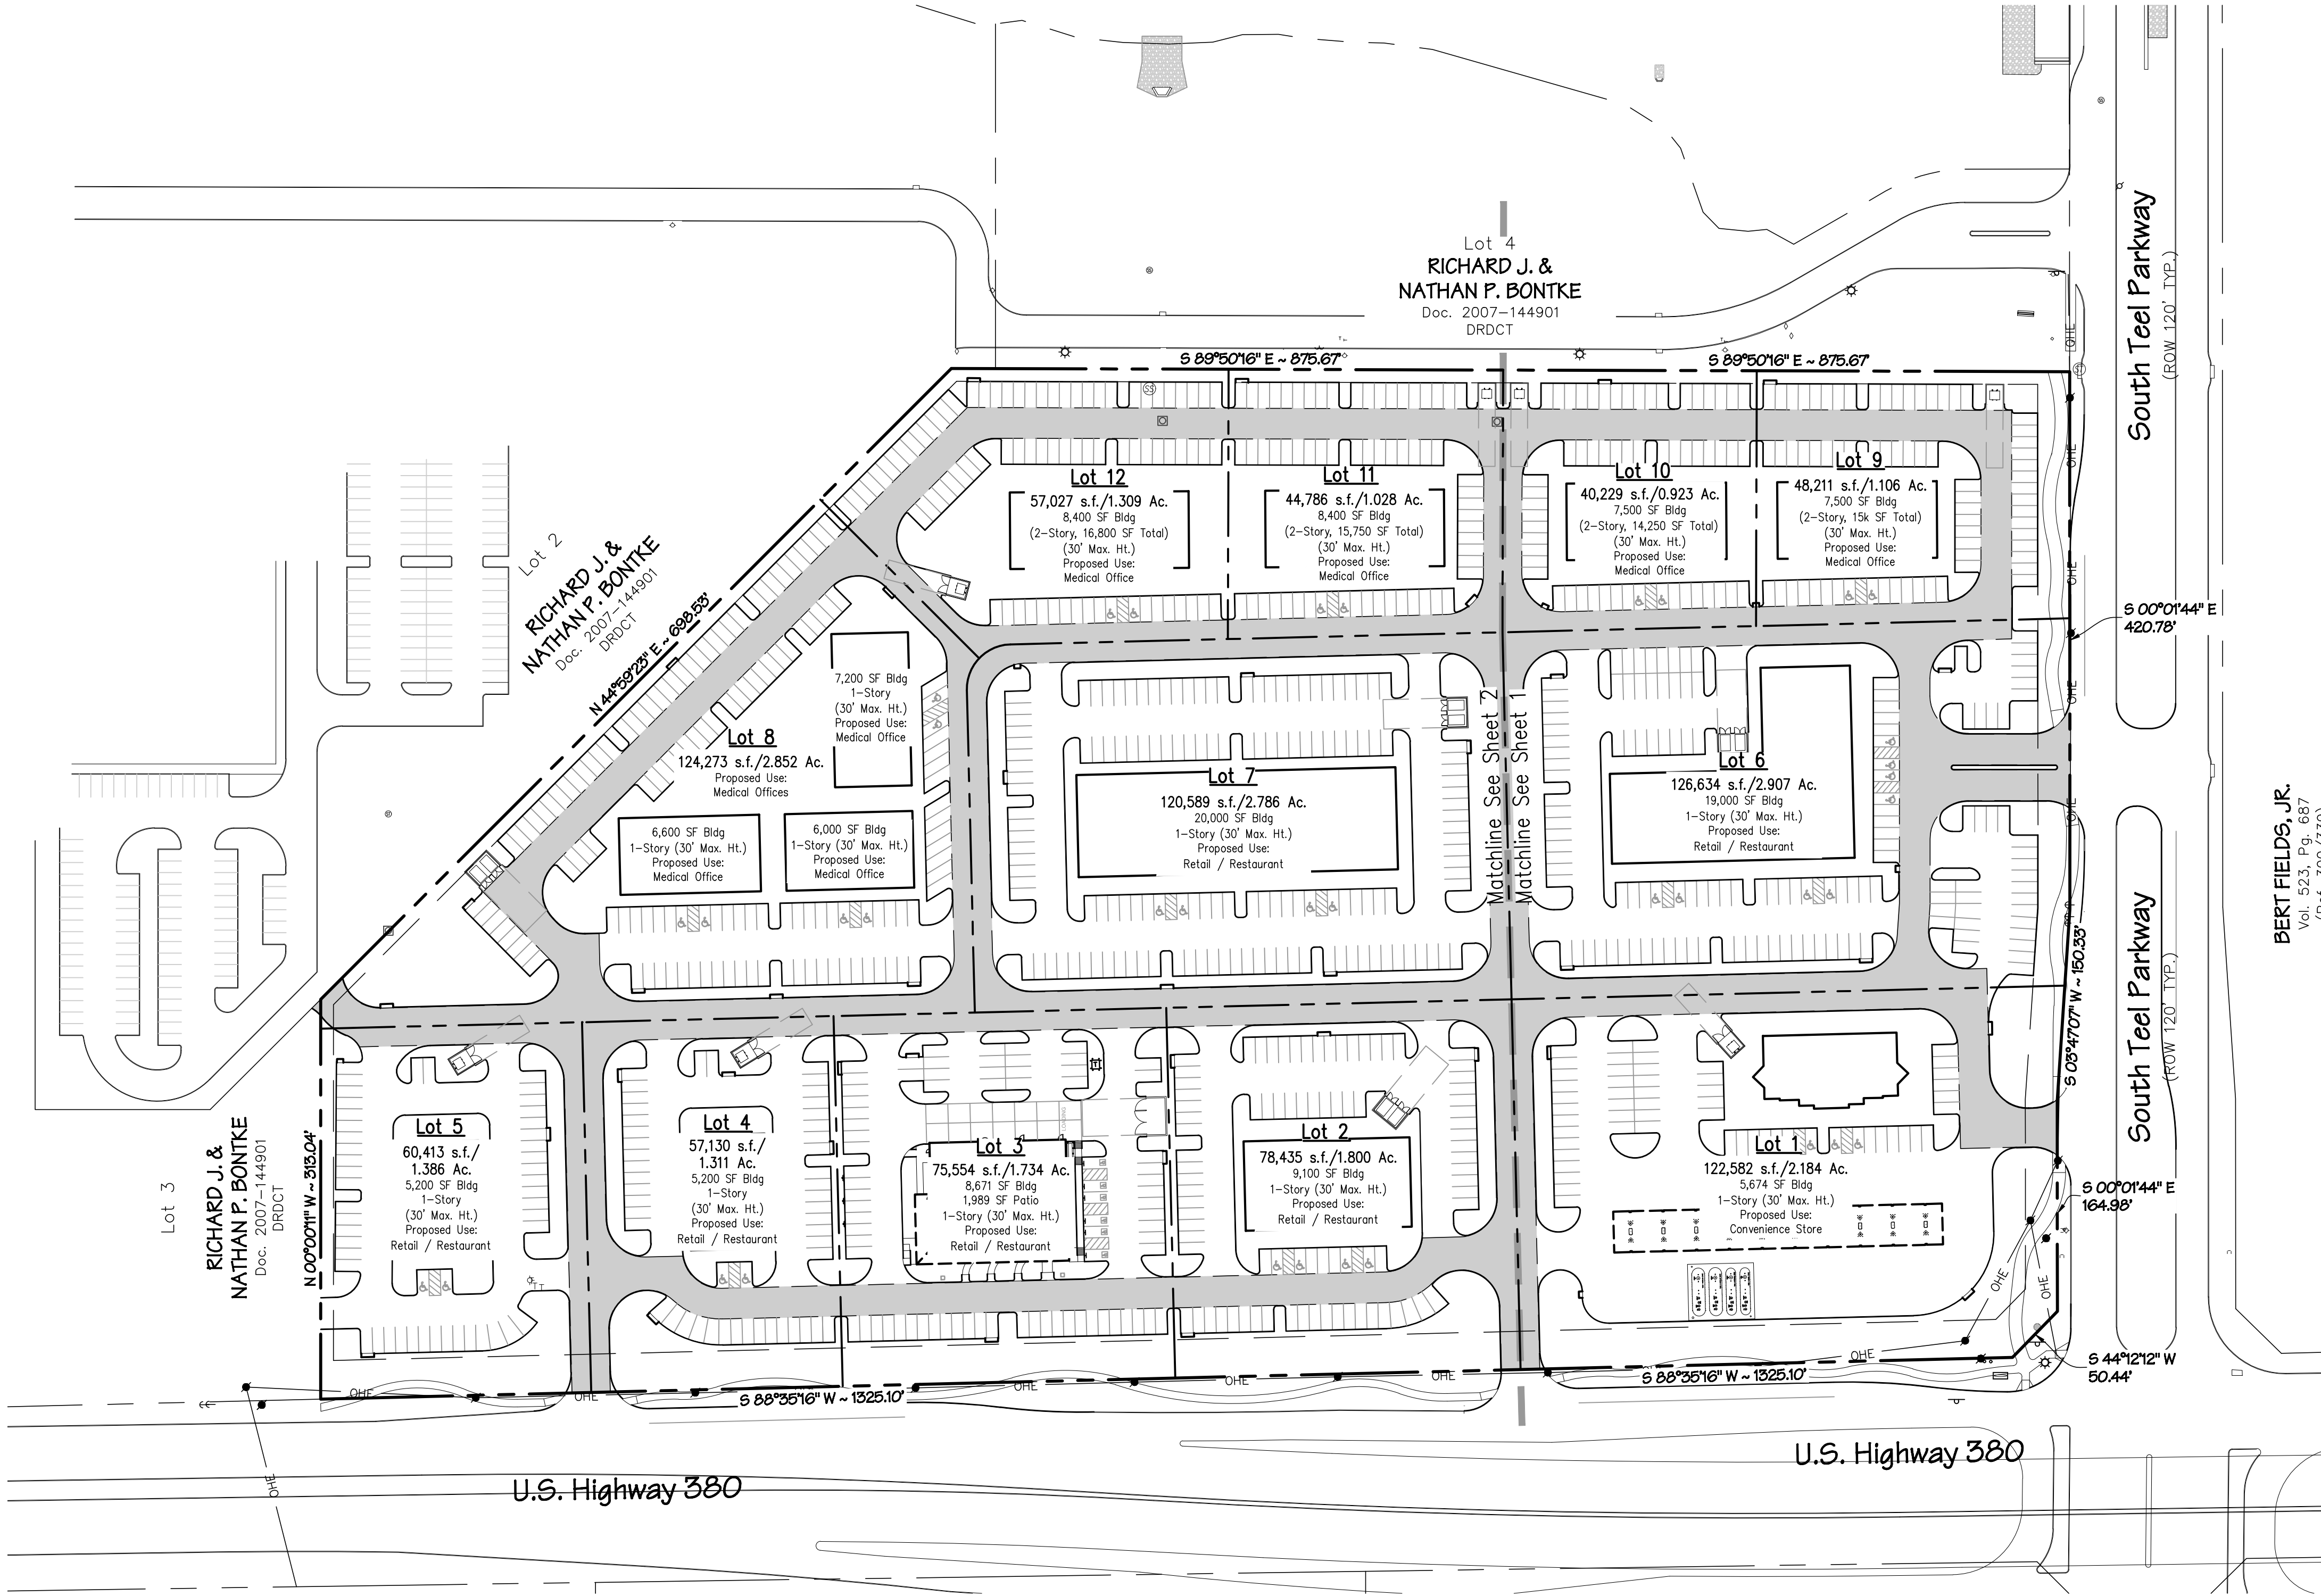 Lot 4
RICHARD J. &
NATHAN P. BONTKE
Doc. 2007-144901
DRDCT
S 89°50'16" E ~ 875.67'
S 89°50'16" E ~ 875.67'
South Teel Parkway
(ROW 120' TYP.)
OHE
OHE
OHE
OHE
OHE
SS
Lot 12
57,027 s.f./1.309 Ac.
8,400 SF Bldg
(2-Story, 16,800 SF Total)
(30' Max. Ht.)
Proposed Use:
Medical Office
Lot 11
44,786 s.f./1.028 Ac.
8,400 SF Bldg
(2-Story, 15,750 SF Total)
(30' Max. Ht.)
Proposed Use:
Medical Office
Lot 10
40,229 s.f./0.923 Ac.
7,500 SF Bldg
(2-Story, 14,250 SF Total)
(30' Max. Ht.)
Proposed Use:
Medical Office
Lot 9
48,211 s.f./1.106 Ac.
7,500 SF Bldg
(2-Story, 15k SF Total)
(30' Max. Ht.)
Proposed Use:
Medical Office
Lot 2
RICHARD J. &
NATHAN P. BONTKE
Doc. 2007-144901
DRDCT
N 44°59'23" E ~ 698.53'
S 00°01'44" E
420.78'
7,200 SF Bldg
1-Story
(30' Max. Ht.)
Proposed Use:
Medical Office
Lot 8
124,273 s.f./2.852 Ac.
Proposed Use:
Medical Offices
6,600 SF Bldg
1-Story (30' Max. Ht.)
Proposed Use:
Medical Office
6,000 SF Bldg
1-Story (30' Max. Ht.)
Proposed Use:
Medical Office
Lot 7
120,589 s.f./2.786 Ac.
20,000 SF Bldg
1-Story (30' Max. Ht.)
Proposed Use:
Retail / Restaurant
Matchline See Sheet 2
Matchline See Sheet 1
Lot 6
126,634 s.f./2.907 Ac.
19,000 SF Bldg
1-Story (30' Max. Ht.)
Proposed Use:
Retail / Restaurant
BERT FIELDS, JR.
Vol. 523, Pg. 687
S 03°47'07" W ~ 150.33'
South Teel Parkway
(ROW 120' TYP.)
Lot 3
RICHARD J. &
NATHAN P. BONTKE
Doc. 2007-144901
DRDCT
N 00°00'11" W ~ 313.04'
Lot 5
60,413 s.f./
1.386 Ac.
5,200 SF Bldg
1-Story
(30' Max. Ht.)
Proposed Use:
Retail / Restaurant
Lot 4
57,130 s.f./
1.311 Ac.
5,200 SF Bldg
1-Story
(30' Max. Ht.)
Proposed Use:
Retail / Restaurant
LOADING
Lot 3
75,554 s.f./1.734 Ac.
8,671 SF Bldg
1,989 SF Patio
1-Story (30' Max. Ht.)
Proposed Use:
Retail / Restaurant
Lot 2
78,435 s.f./1.800 Ac.
9,100 SF Bldg
1-Story (30' Max. Ht.)
Proposed Use:
Retail / Restaurant
Lot 1
122,582 s.f./2.184 Ac.
5,674 SF Bldg
1-Story (30' Max. Ht.)
Proposed Use:
Convenience Store
S 00°01'44" E
164.98'
S 44°12'12" W
50.44'
OHE
OHE
OHE
OHE
OHE
OHE
OHE
OHE
OHE
S 88°35'16" W ~ 1325.10'
S 88°35'16" W ~ 1325.10'
OHE
U.S. Highway 380
U.S. Highway 380